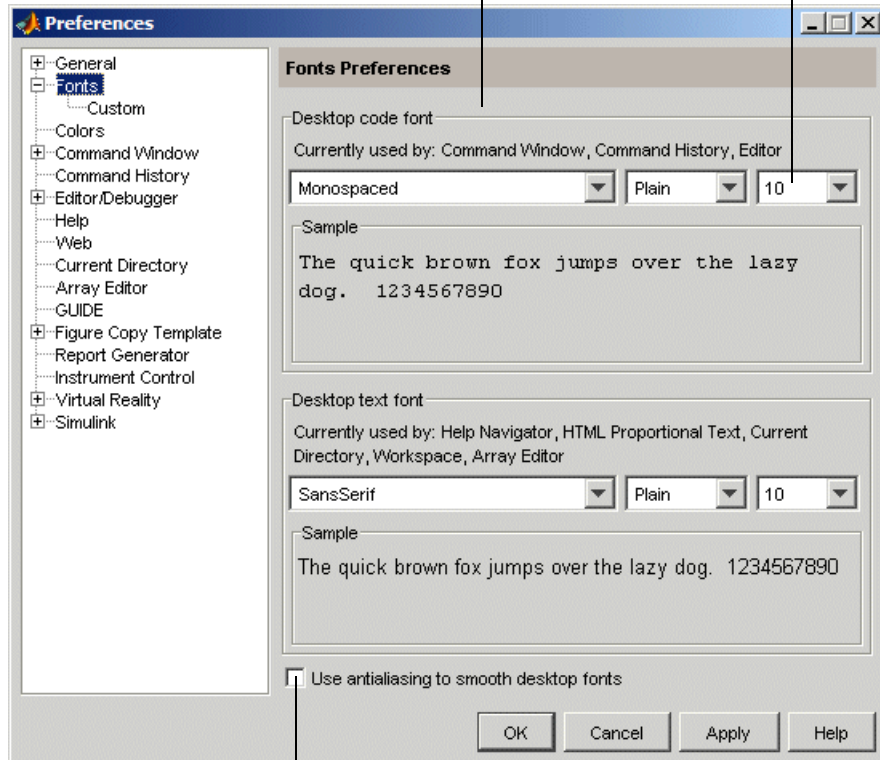 Preferences
General
Fonts
Custom
Colors
Command Window
Command History
Editor/Debugger
Help
Web
Current Directory
Array Editor
GUIDE
Figure Copy Template
Report Generator
Instrument Control
Virtual Reality
Simulink
Fonts Preferences
Desktop code font
Currently used by: Command Window, Command History, Editor
Monospaced Plain 10
Sample
The quick brown fox jumps over the lazy
dog. 1234567890
Desktop text font
Currently used by: Help Navigator, HTML Proportional Text, Current
Directory, Workspace, Array Editor
SansSerif Plain 10
Sample
The quick brown fox jumps over the lazy dog. 1234567890
Use antialiasing to smooth desktop fonts
OK Cancel Apply Help